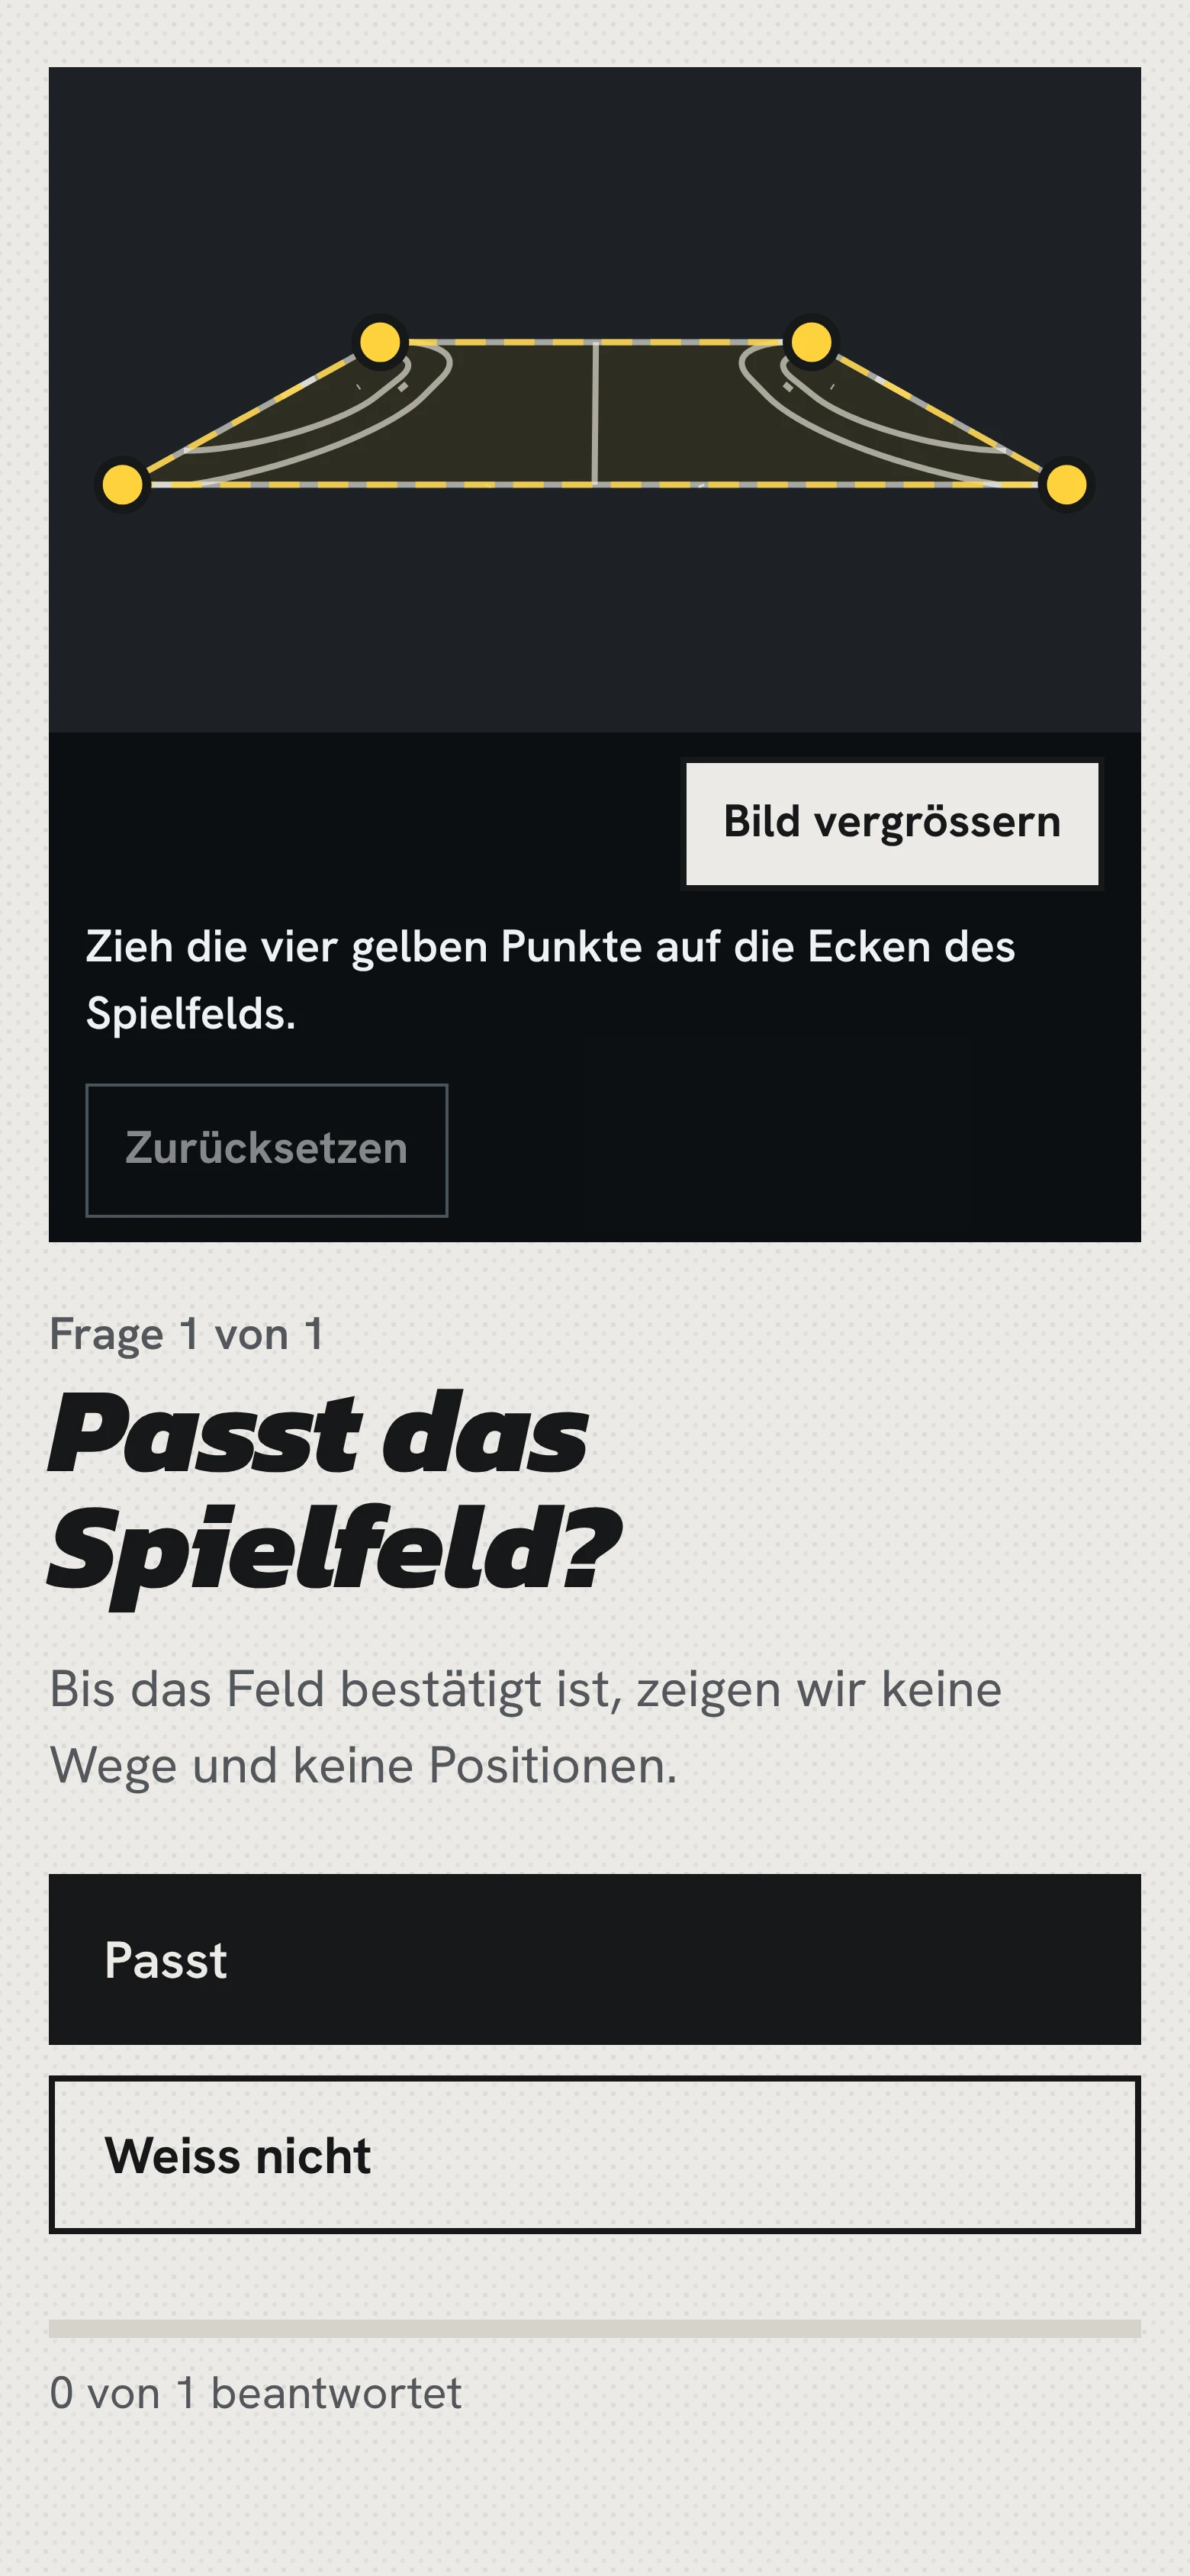 Bild vergrössern
Zieh die vier gelben Punkte auf die Ecken des
Spielfelds.
Zurücksetzen
Frage 1 von 1
Passt das
Spielfeld?
Bis das Feld bestätigt ist, zeigen wir keine
Wege und keine Positionen.
Passt
Weiss nicht
0 von 1 beantwortet